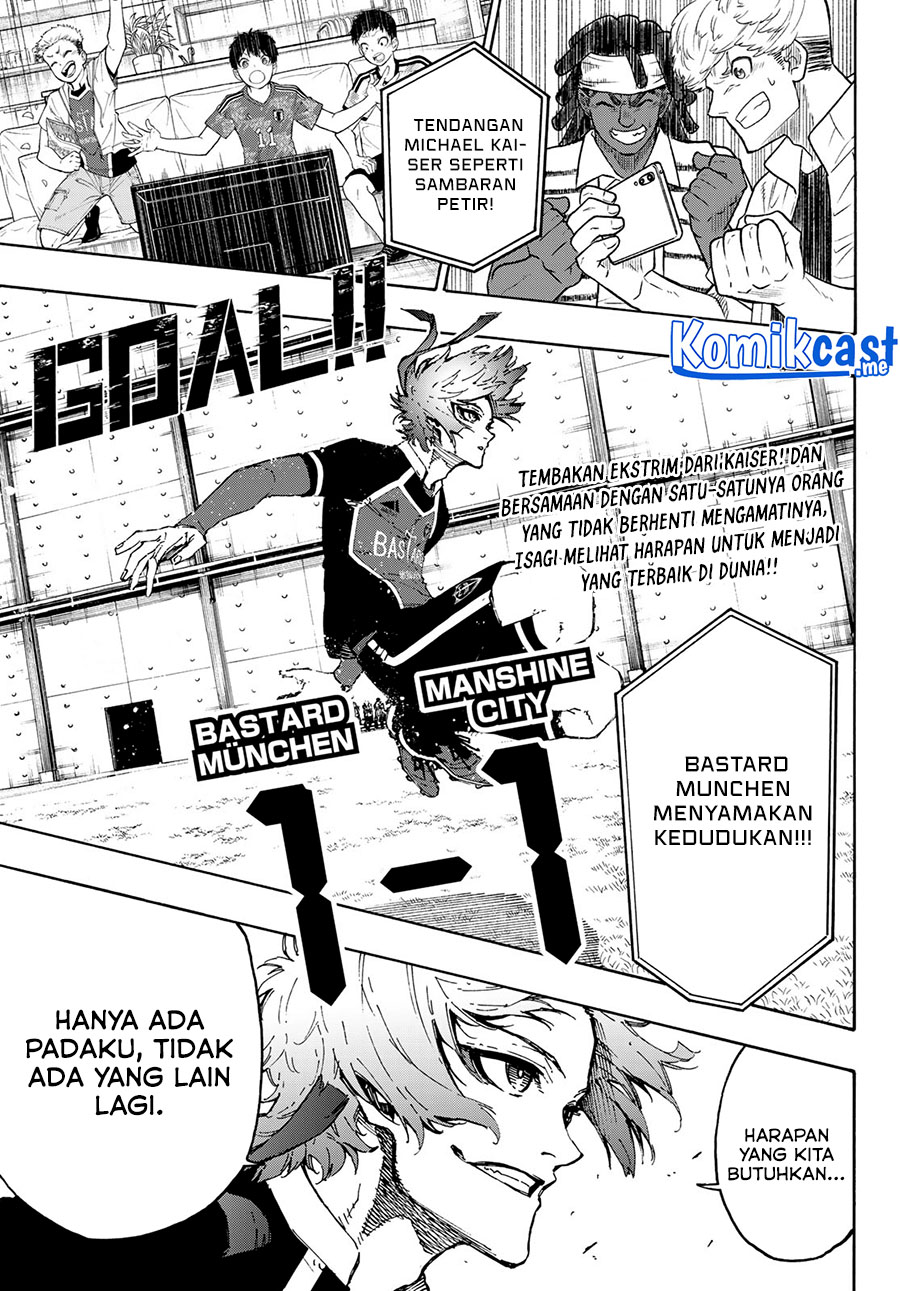 TENDANGAN
MICHAEL KAI-
SER SEPERTI
SAMBARAN
PETIR!
11
GOAL!!
Komikcast
.me
TEMBAKAN EKSTRIM DARI KAISER!! DAN
BERSAMAAN DENGAN SATU-SATUNYA ORANG
YANG TIDAK BERHENTI MENGAMATINYA,
ISAGI MELIHAT HARAPAN UNTUK MENJADI
YANG TERBAIK DI DUNIA!!
BASTARD
MANSHINE
CITY
BASTARD
MÜNCHEN
1 - 1
BASTARD
MUNCHEN
MENYAMAKAN
KEDUDUKAN!!!
HARAPAN
YANG KITA
BUTUHKAN...
HANYA ADA
PADAKU, TIDAK
ADA YANG LAIN
LAGI.